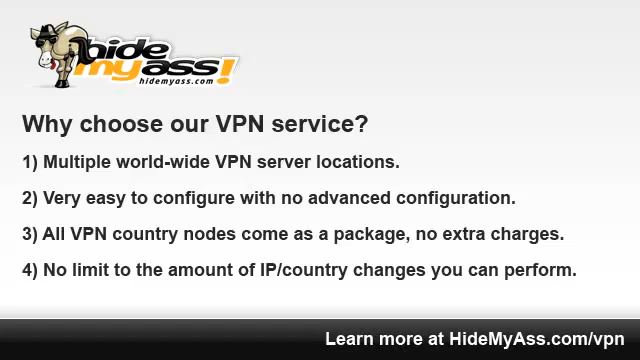 hide
my ass!
hidemyass.com
Why choose our VPN service?
1) Multiple world-wide VPN server locations.
2) Very easy to configure with no advanced configuration.
3) All VPN country nodes come as a package, no extra charges.
4) No limit to the amount of IP/country changes you can perform.
Learn more at HideMyAss.com/vpn